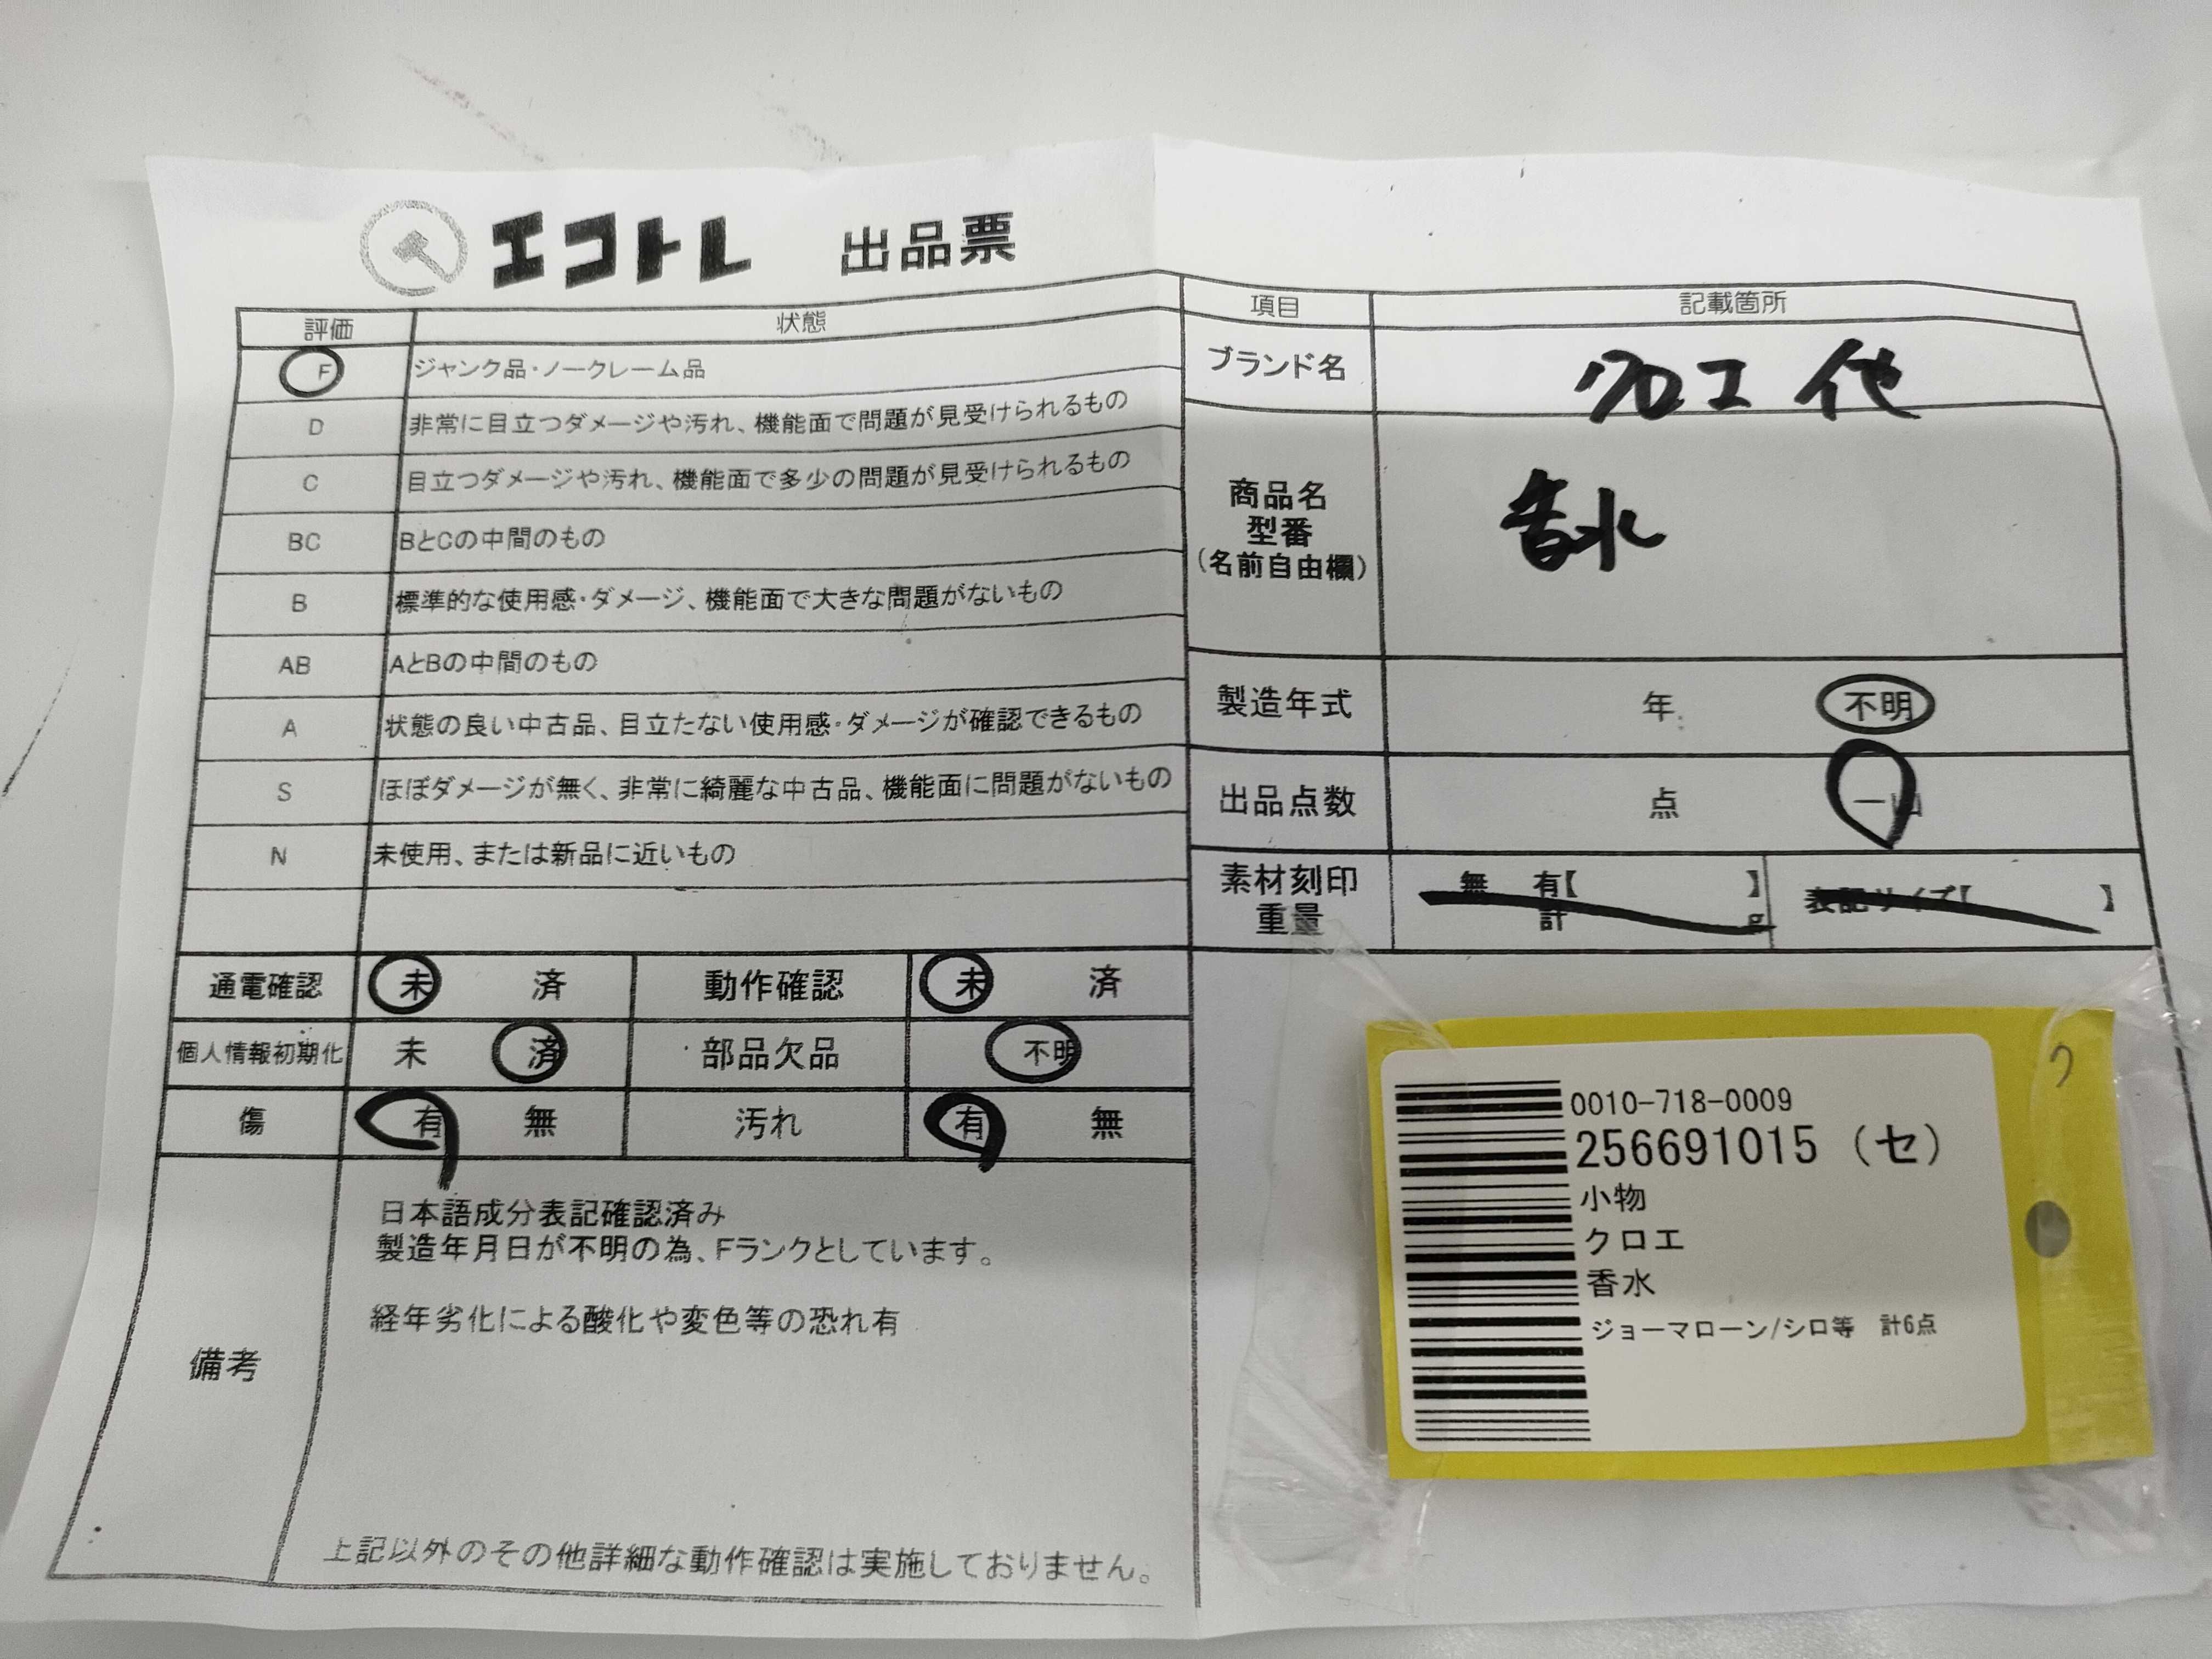 エコトレ 出品票
評価 状態
F ジャンク品・ノークレーム品
D 非常に目立つダメージや汚れ、機能面で問題が見受けられるもの
C 目立つダメージや汚れ、機能面で多少の問題が見受けられるもの
BC BとCの中間のもの
B 標準的な使用感・ダメージ、機能面で大きな問題がないもの
AB AとBの中間のもの
A 状態の良い中古品、目立たない使用感・ダメージが確認できるもの
S ほぼダメージが無く、非常に綺麗な中古品、機能面に問題がないもの
N 未使用、または新品に近いもの
通電確認 未 済 動作確認 未 済
個人情報初期化 未 済 部品欠品 不明
傷 有 無 汚れ 有 無
備考
日本語成分表記確認済み
製造年月日が不明の為、Fランクとしています。
経年劣化による酸化や変色等の恐れ有
上記以外のその他詳細な動作確認は実施しておりません。
項目 記載箇所
ブランド名 クロエ 他
商品名
型番
(名前自由欄)
香水
製造年式 年 不明
出品点数 点 一山
素材刻印 無 有【 】 表記サイズ【 】
重量 計 g
0010-718-0009
256691015 (セ)
小物
クロエ
香水
ジョーマローン/シロ等 計6点
ク